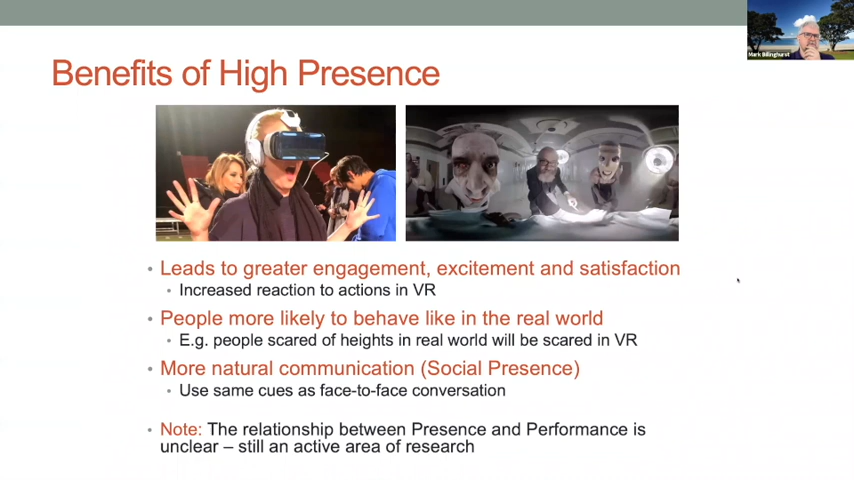 Mark Billinghurst
Benefits of High Presence
• Leads to greater engagement, excitement and satisfaction
• Increased reaction to actions in VR
• People more likely to behave like in the real world
• E.g. people scared of heights in real world will be scared in VR
• More natural communication (Social Presence)
• Use same cues as face-to-face conversation
• Note: The relationship between Presence and Performance is
unclear – still an active area of research